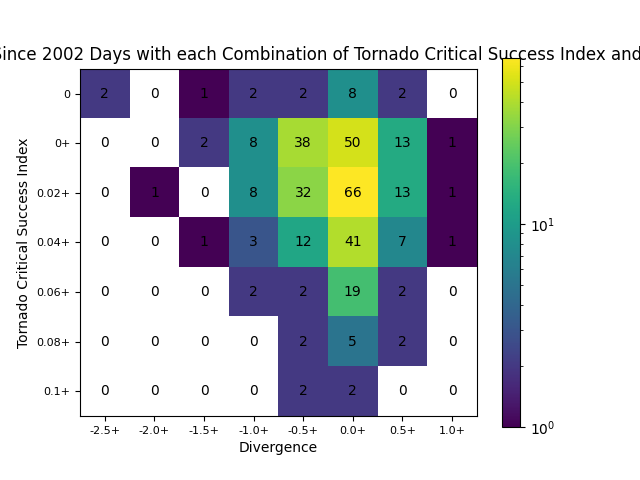 Since 2002 Days with each Combination of Tornado Critical Success Index and
Tornado Critical Success Index
0 2 0 1 2 2 8 2 0
0+ 0 0 2 8 38 50 13 1
0.02+ 0 1 0 8 32 66 13 1
0.04+ 0 0 1 3 12 41 7 1
0.06+ 0 0 0 2 2 19 2 0
0.08+ 0 0 0 0 2 5 2 0
0.1+ 0 0 0 0 2 2 0 0
-2.5+ -2.0+ -1.5+ -1.0+ -0.5+ 0.0+ 0.5+ 1.0+
Divergence
10¹
10⁰